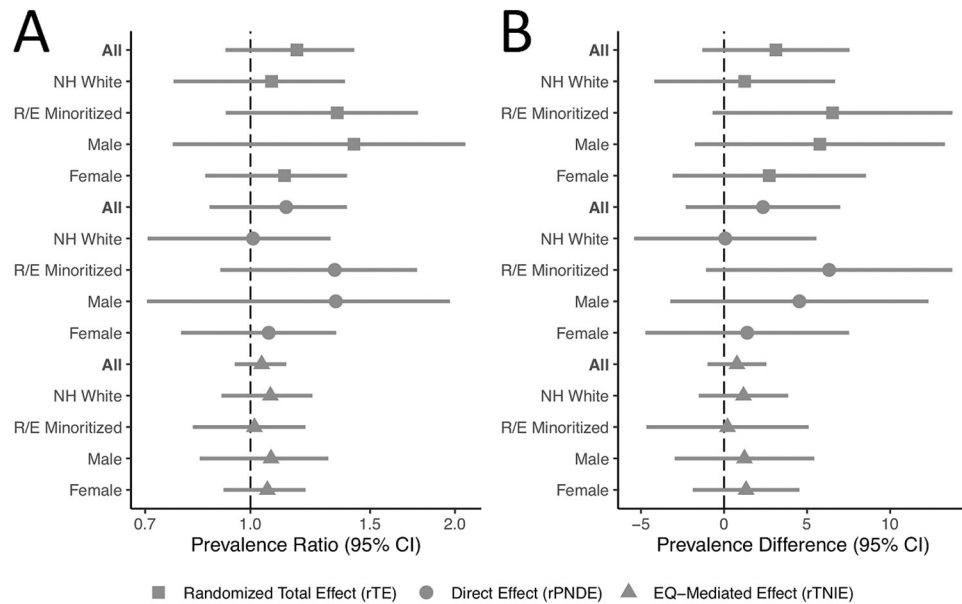 A
All
NH White
R/E Minoritized
Male
Female
All
NH White
R/E Minoritized
Male
Female
All
NH White
R/E Minoritized
Male
Female
0.7 1.0 1.5 2.0
Prevalence Ratio (95% CI)
B
All
NH White
R/E Minoritized
Male
Female
All
NH White
R/E Minoritized
Male
Female
All
NH White
R/E Minoritized
Male
Female
−5 0 5 10
Prevalence Difference (95% CI)
Randomized Total Effect (rTE) Direct Effect (rPNDE) EQ−Mediated Effect (rTNIE)